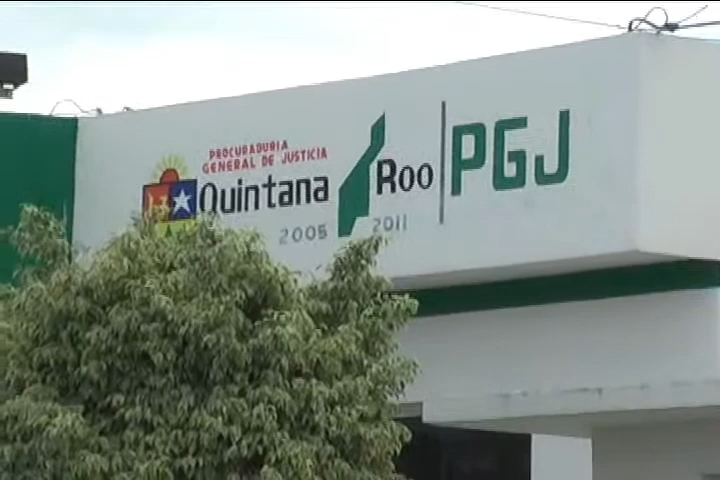 PROCURADURIA
GENERAL DE JUSTICIA
Quintana Roo
2005 2011
PGJ